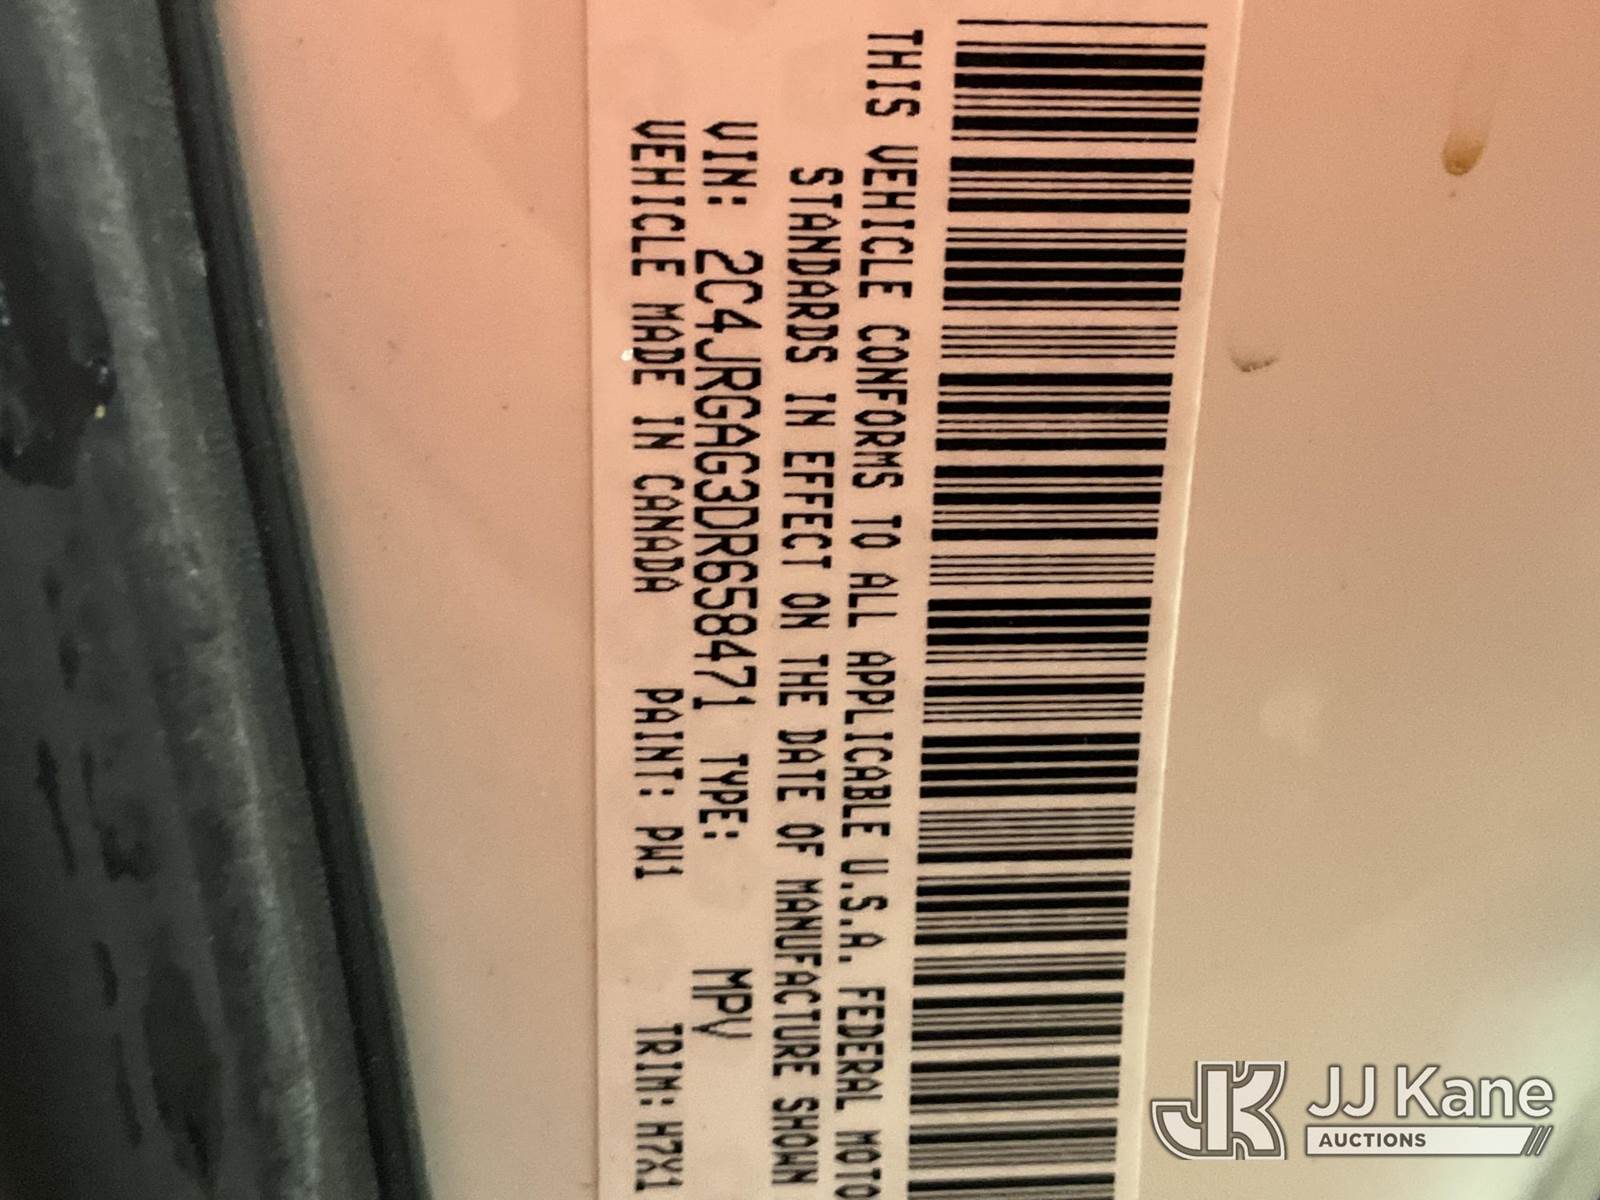 THIS VEHICLE CONFORMS TO ALL APPLICABLE U.S.A. FEDERAL MOTO
STANDARDS IN EFFECT ON THE DATE OF MANUFACTURE SHOWN
VIN: 2C4JRGAG3DR658471 TYPE: MPV
VEHICLE MADE IN CANADA PAINT: PW1 TRIM: H7X1
JK JJ Kane
AUCTIONS